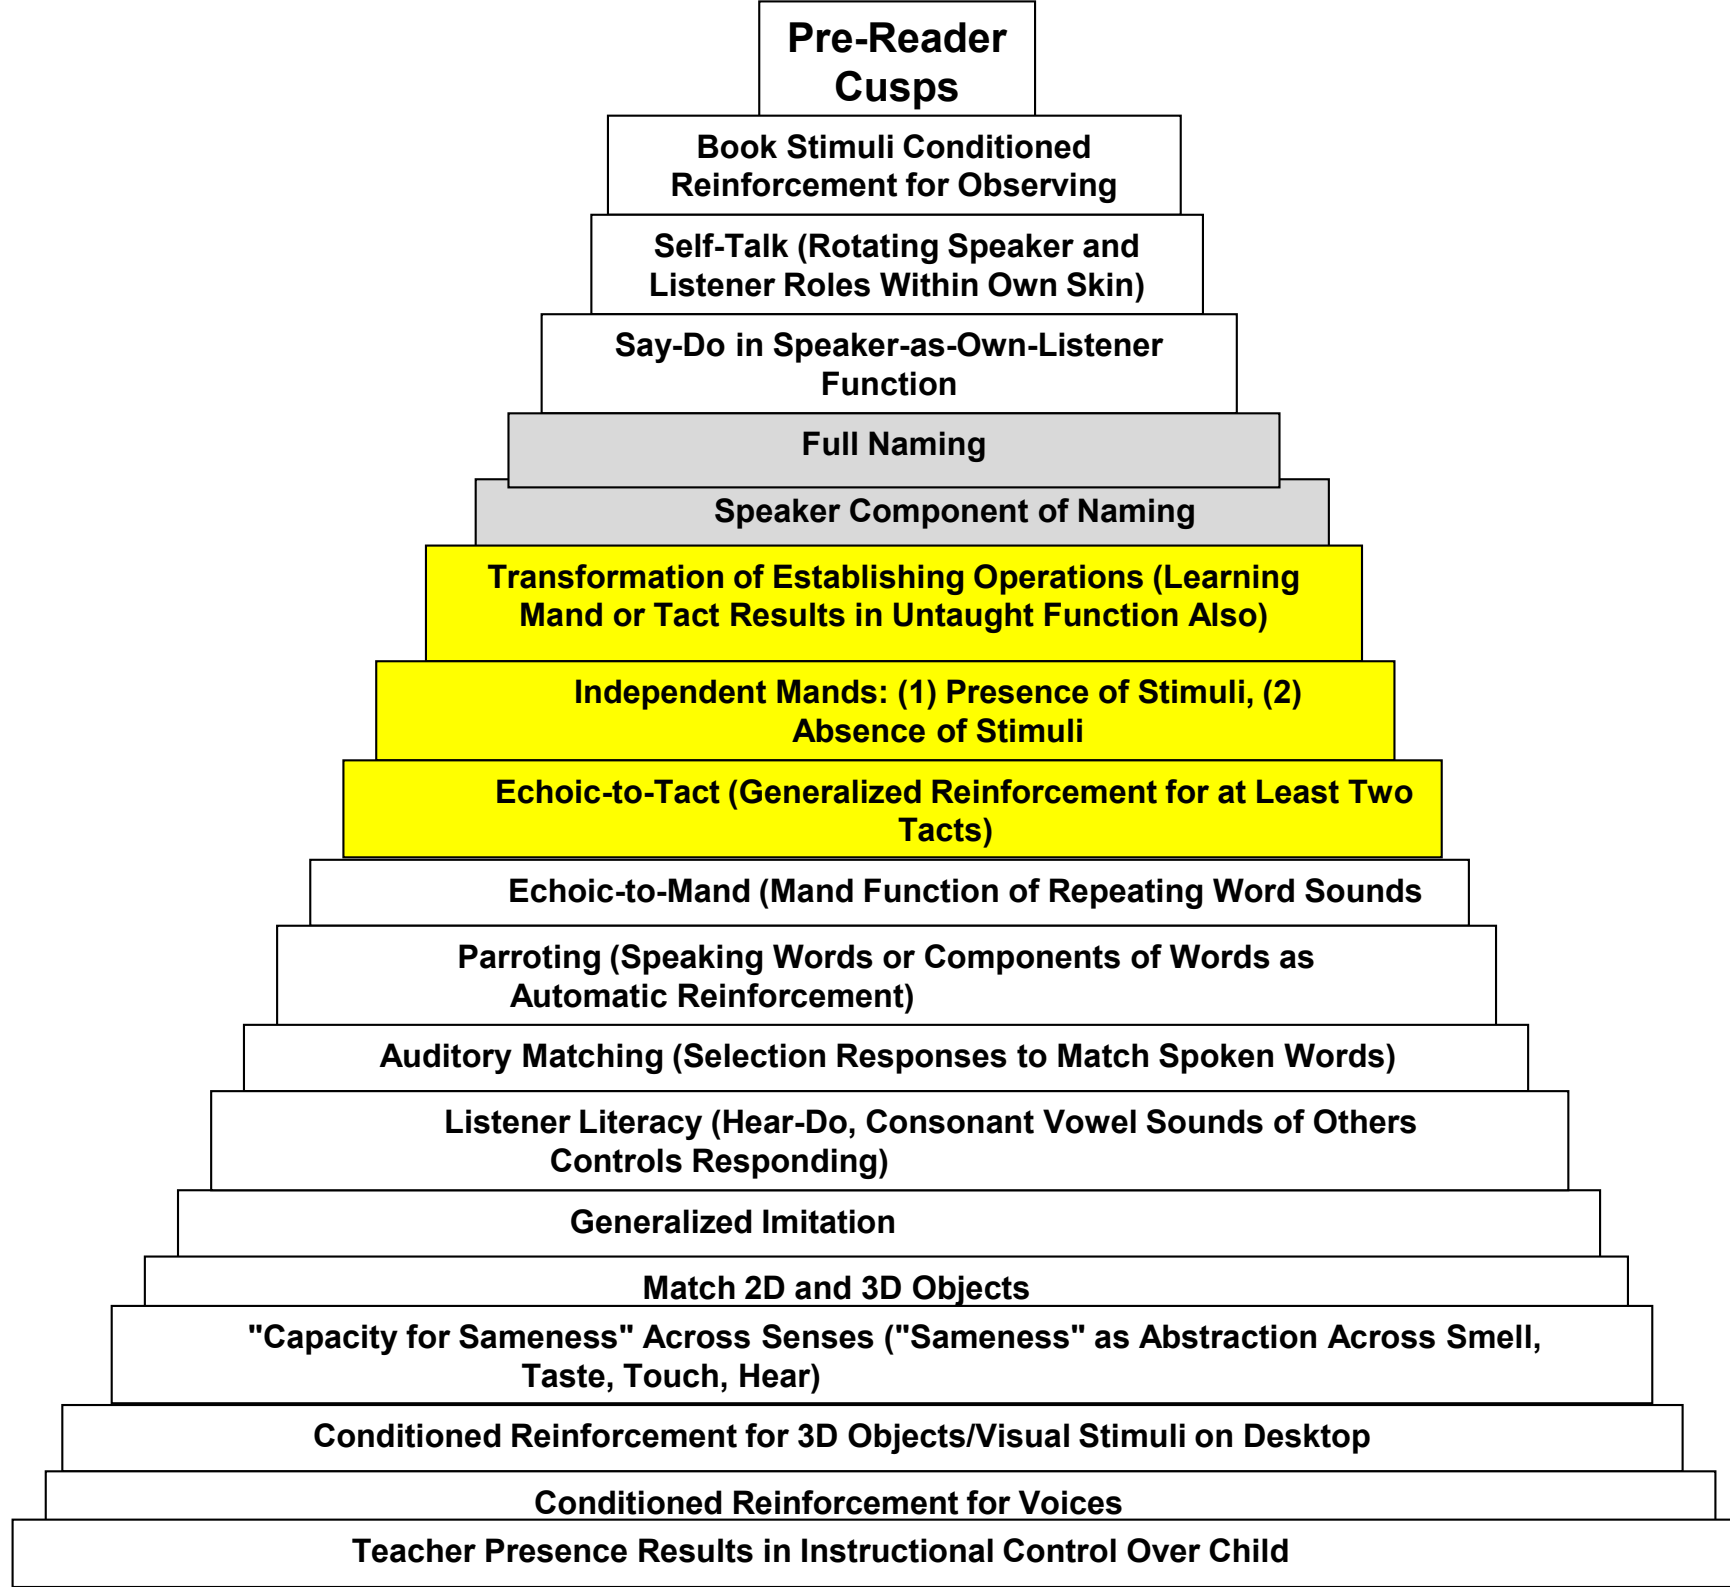 Pre-Reader
Cusps
Book Stimuli Conditioned
Reinforcement for Observing
Self-Talk (Rotating Speaker and
Listener Roles Within Own Skin)
Say-Do in Speaker-as-Own-Listener
Function
Full Naming
Speaker Component of Naming
Transformation of Establishing Operations (Learning
Mand or Tact Results in Untaught Function Also)
Independent Mands: (1) Presence of Stimuli, (2)
Absence of Stimuli
Echoic-to-Tact (Generalized Reinforcement for at Least Two
Tacts)
Echoic-to-Mand (Mand Function of Repeating Word Sounds
Parroting (Speaking Words or Components of Words as
Automatic Reinforcement)
Auditory Matching (Selection Responses to Match Spoken Words)
Listener Literacy (Hear-Do, Consonant Vowel Sounds of Others
Controls Responding)
Generalized Imitation
Match 2D and 3D Objects
"Capacity for Sameness" Across Senses ("Sameness" as Abstraction Across Smell,
Taste, Touch, Hear)
Conditioned Reinforcement for 3D Objects/Visual Stimuli on Desktop
Conditioned Reinforcement for Voices
Teacher Presence Results in Instructional Control Over Child